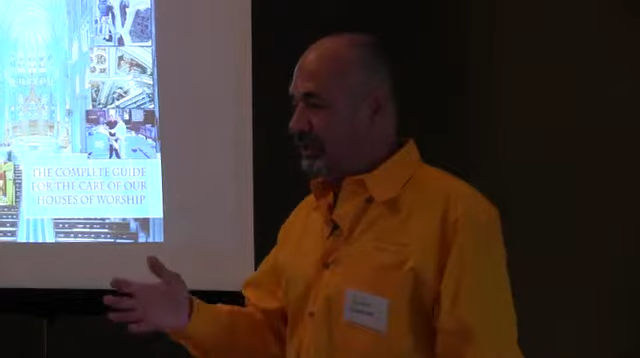 THE COMPLETE GUIDE
FOR THE CARE OF OUR
HOUSES OF WORSHIP